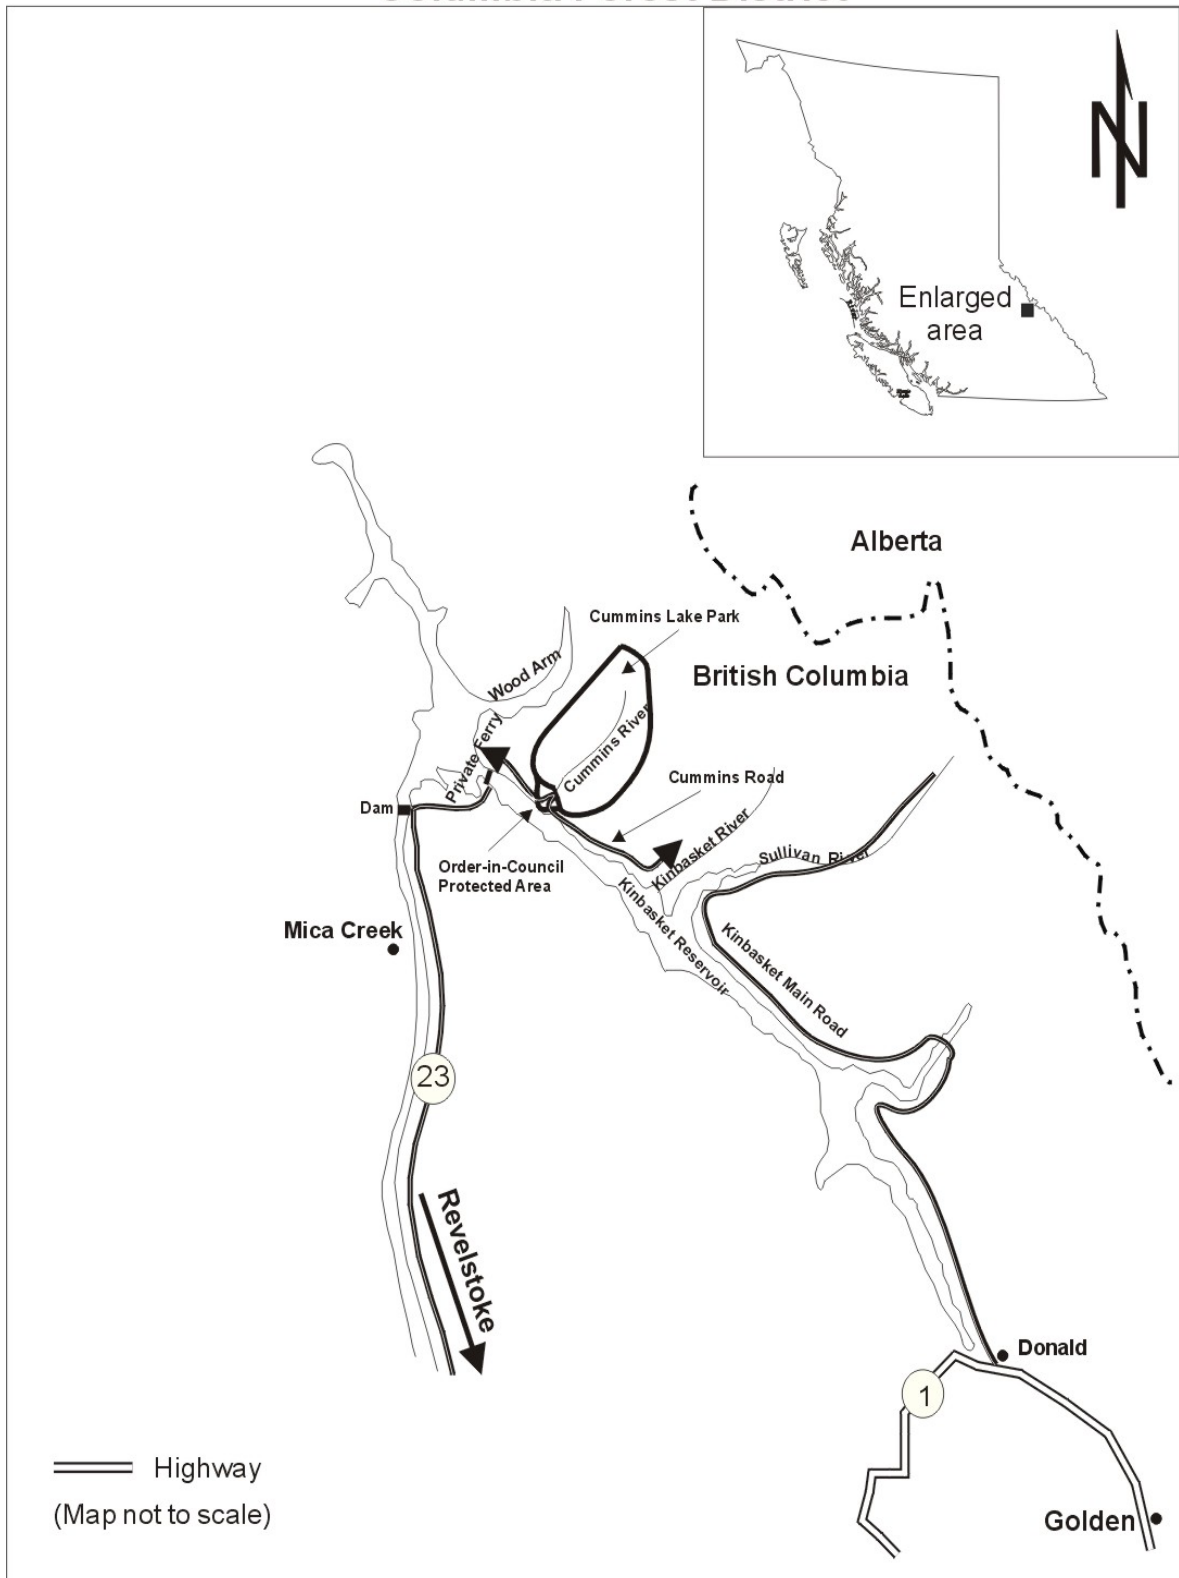 N
Enlarged
area
Alberta
Cummins Lake Park
British Columbia
Wood Arm
Private Ferry
Cummins River
Cummins Road
Dam
Kinbasket River
Sullivan River
Order-in-Council
Protected Area
Kinbasket Reservoir
Mica Creek
Kinbasket Main Road
23
Revelstoke
Donald
1
Highway
(Map not to scale)
Golden